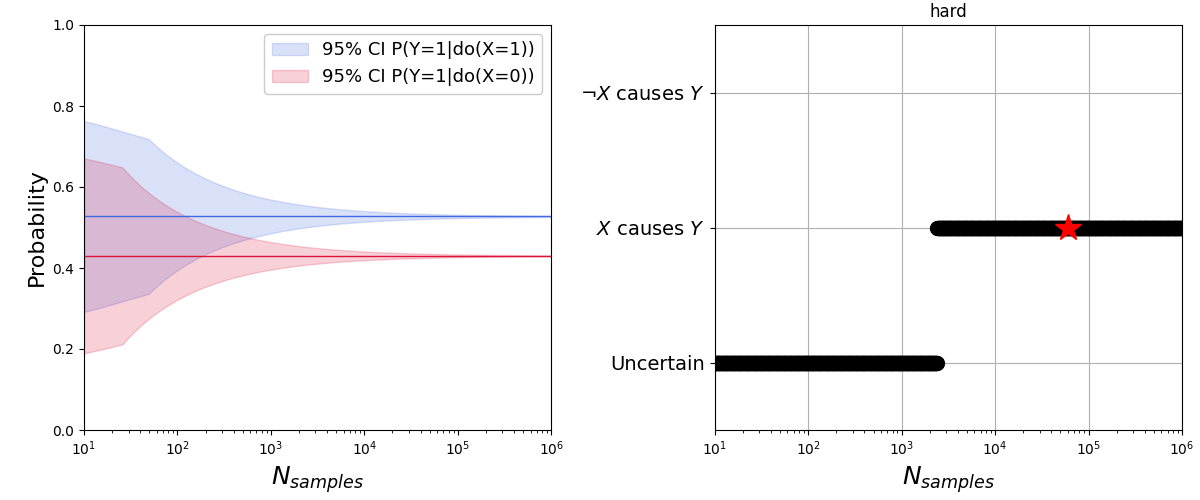 hard
1.0
0.8
0.6
0.4
0.2
0.0
Probability
95% CI P(Y=1|do(X=1))
95% CI P(Y=1|do(X=0))
10¹ 10² 10³ 10⁴ 10⁵ 10⁶
N_samples
¬X causes Y
X causes Y
Uncertain
10¹ 10² 10³ 10⁴ 10⁵ 10⁶
N_samples